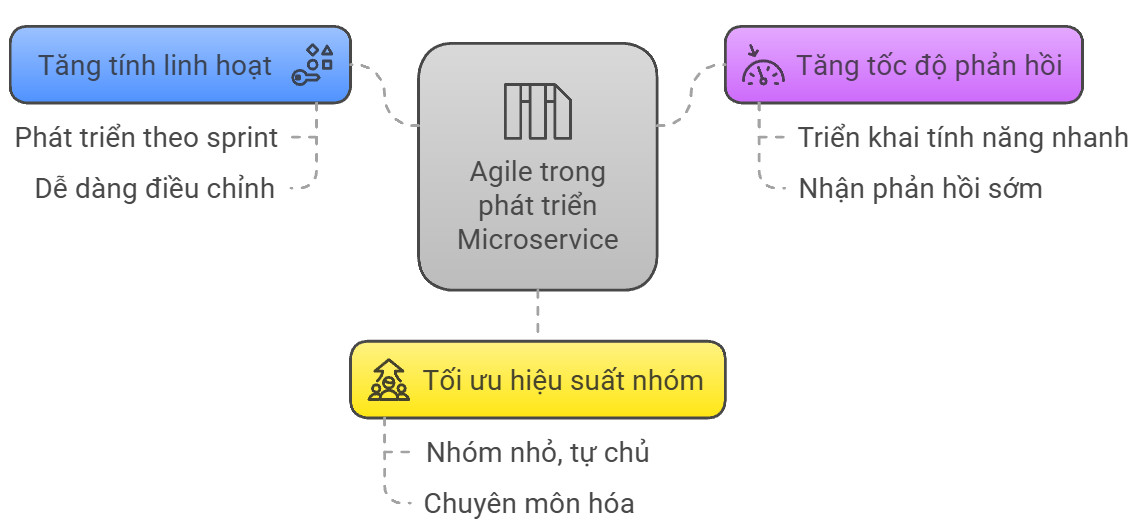 Tăng tính linh hoạt
Phát triển theo sprint
Dễ dàng điều chỉnh
Agile trong
phát triển
Microservice
Tăng tốc độ phản hồi
Triển khai tính năng nhanh
Nhận phản hồi sớm
Tối ưu hiệu suất nhóm
Nhóm nhỏ, tự chủ
Chuyên môn hóa